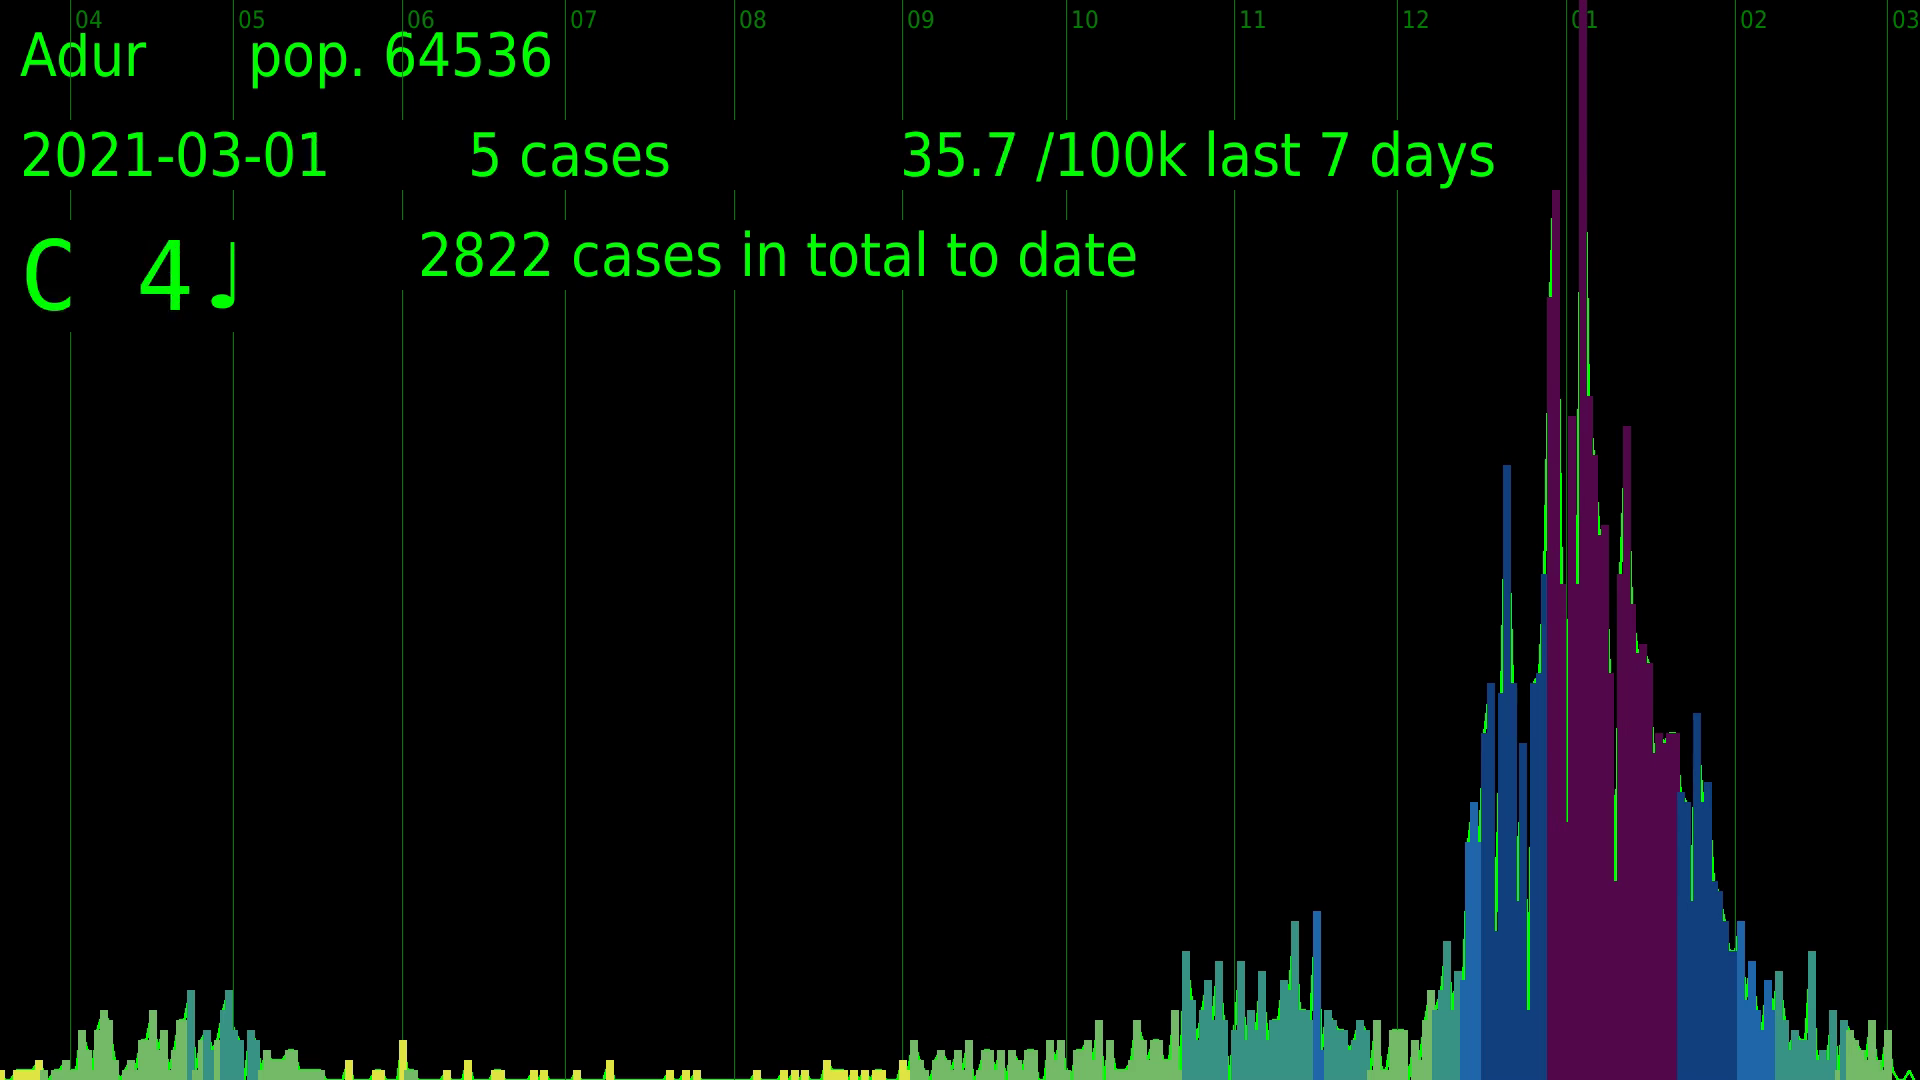 04 05 06 07 08 09 10 11 12 01 02 03
Adur pop. 64536
2021-03-01 5 cases 35.7 /100k last 7 days
C 4♩ 2822 cases in total to date